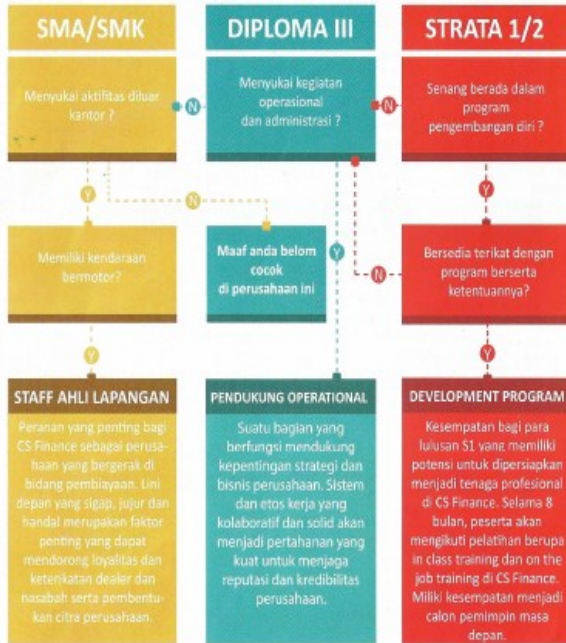 SMA/SMK
Menyukai aktifitas diluar
kantor ?
Y
N
Memiliki kendaraan
bermotor?
Y
STAFF AHLI LAPANGAN
Peranan yang penting bagi
CS Finance sebagai perusa-
haan yang bergerak di
bidang pembiayaan. Lini
depan yang sigap, jujur dan
handal merupakan faktor
penting yang dapat
mendorong loyalitas dan
keterikatan dealer dan
nasabah serta pembentu-
kan citra perusahaan.
DIPLOMA III
Menyukai kegiatan
operasional
dan administrasi ?
N
Y
Maaf anda belom
cocok
di perusahaan ini
PENDUKUNG OPERATIONAL
Suatu bagian yang
berfungsi mendukung
kepentingan strategi dan
bisnis perusahaan. Sistem
dan etos kerja yang
kolaboratif dan solid akan
menjadi pertahanan yang
kuat untuk menjaga
reputasi dan kredibilitas
perusahaan.
STRATA 1/2
Senang berada dalam
program
pengembangan diri ?
N
Y
Bersedia terikat dengan
program berserta
ketentuannya?
N
Y
DEVELOPMENT PROGRAM
Kesempatan bagi para
lulusan S1 yang memiliki
potensi untuk dipersiapkan
menjadi tenaga profesional
di CS Finance. Selama 8
bulan, peserta akan
mengikuti pelatihan berupa
in class training dan on the
job training di CS Finance.
Miliki kesempatan menjadi
calon pemimpin masa
depan.